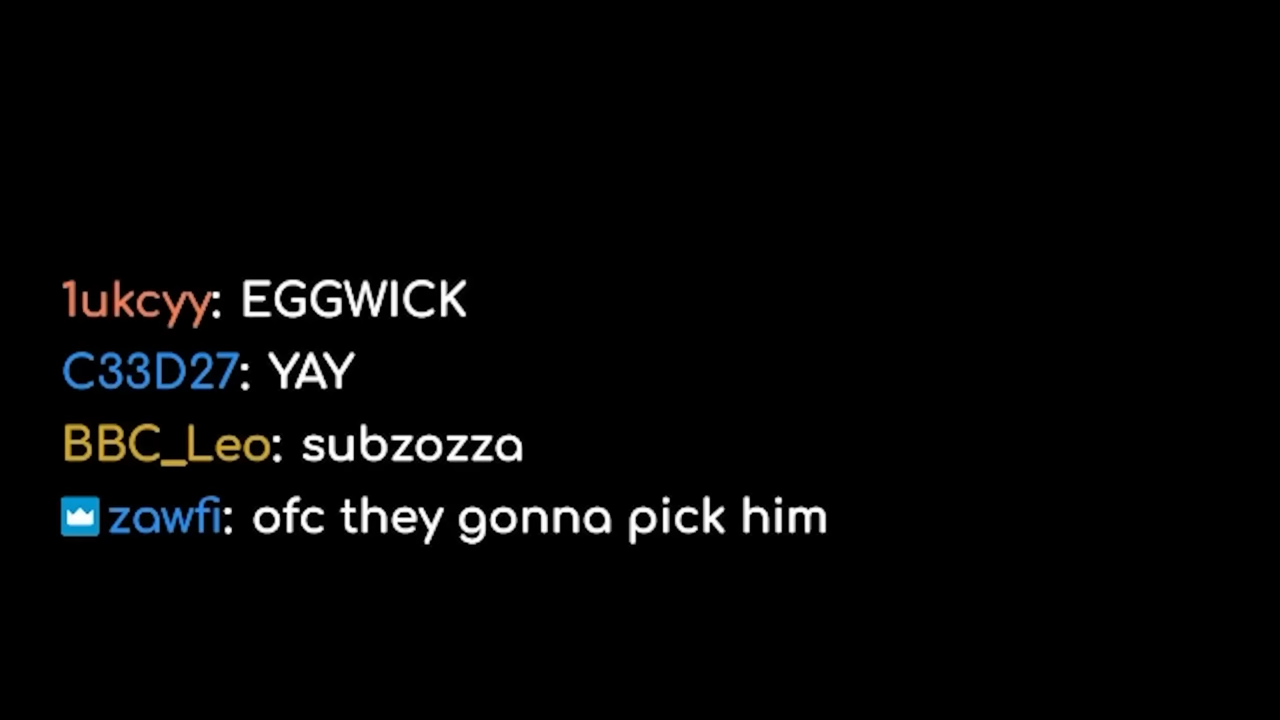 1ukcyy: EGGWICK
C33D27: YAY
BBC_Leo: subzozza
zawfi: ofc they gonna pick him